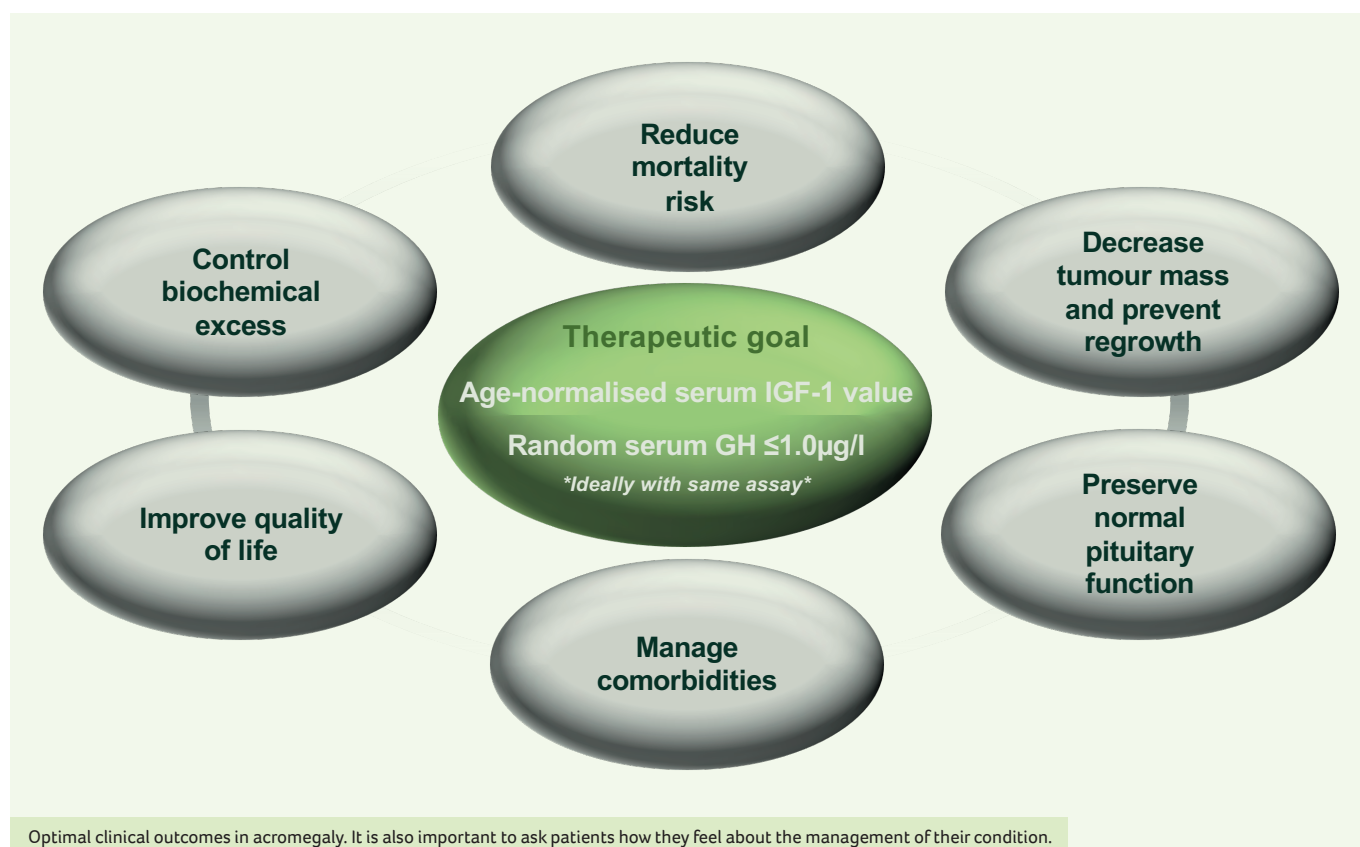 Reduce
mortality
risk
Control
biochemical
excess
Decrease
tumour mass
and prevent
regrowth
Therapeutic goal
Age-normalised serum IGF-1 value
Random serum GH ≤1.0µg/l
*Ideally with same assay*
Improve quality
of life
Preserve
normal
pituitary
function
Manage
comorbidities
Optimal clinical outcomes in acromegaly. It is also important to ask patients how they feel about the management of their condition.